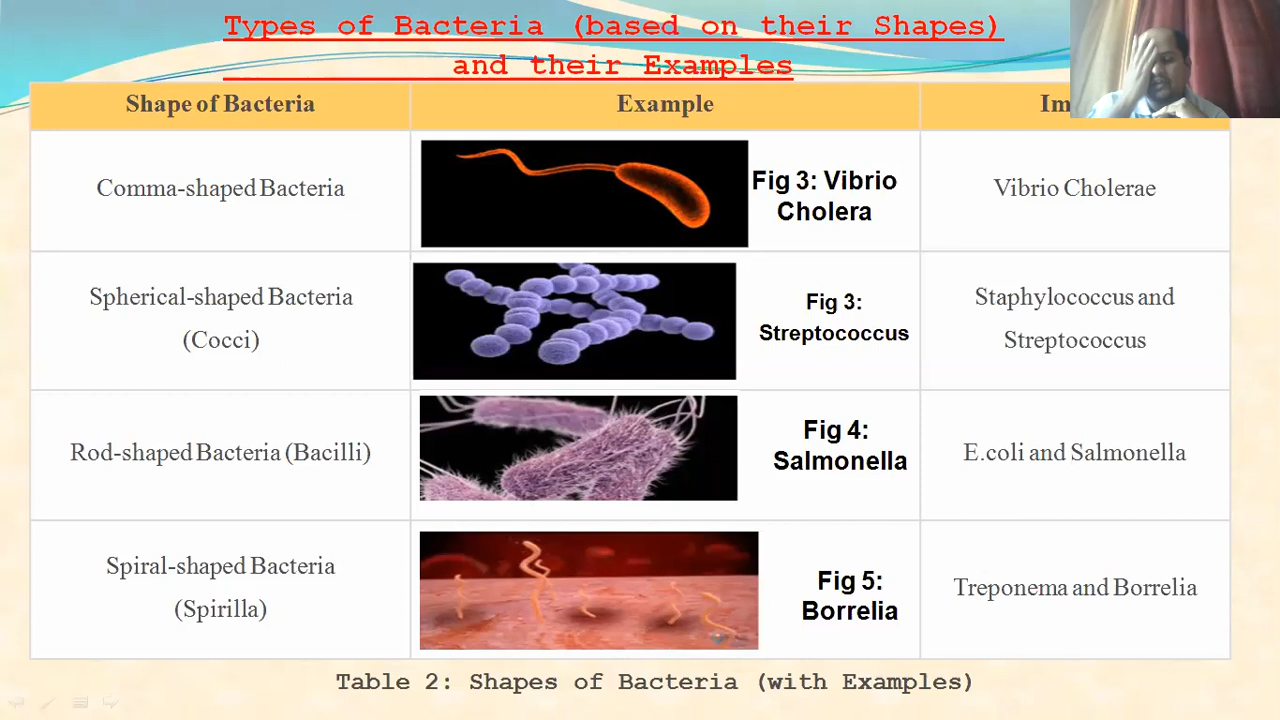 Types of Bacteria (based on their Shapes)
and their Examples
Shape of Bacteria
Example
Comma-shaped Bacteria
Fig 3: Vibrio
Cholera
Vibrio Cholerae
Spherical-shaped Bacteria
(Cocci)
Fig 3:
Streptococcus
Staphylococcus and
Streptococcus
Rod-shaped Bacteria (Bacilli)
Fig 4:
Salmonella
E.coli and Salmonella
Spiral-shaped Bacteria
(Spirilla)
Fig 5:
Borrelia
Treponema and Borrelia
Table 2: Shapes of Bacteria (with Examples)